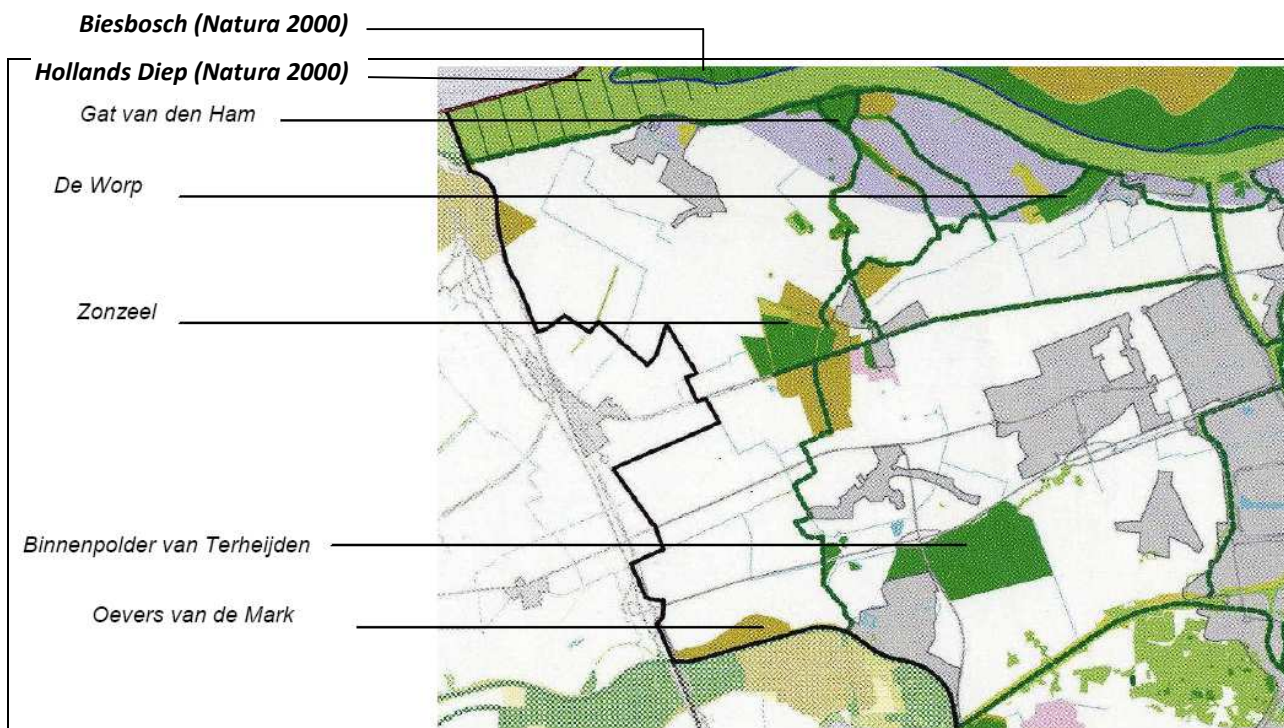 Biesbosch (Natura 2000)
Hollands Diep (Natura 2000)
Gat van den Ham
De Worp
Zonzeel
Binnenpolder van Terheijden
Oevers van de Mark